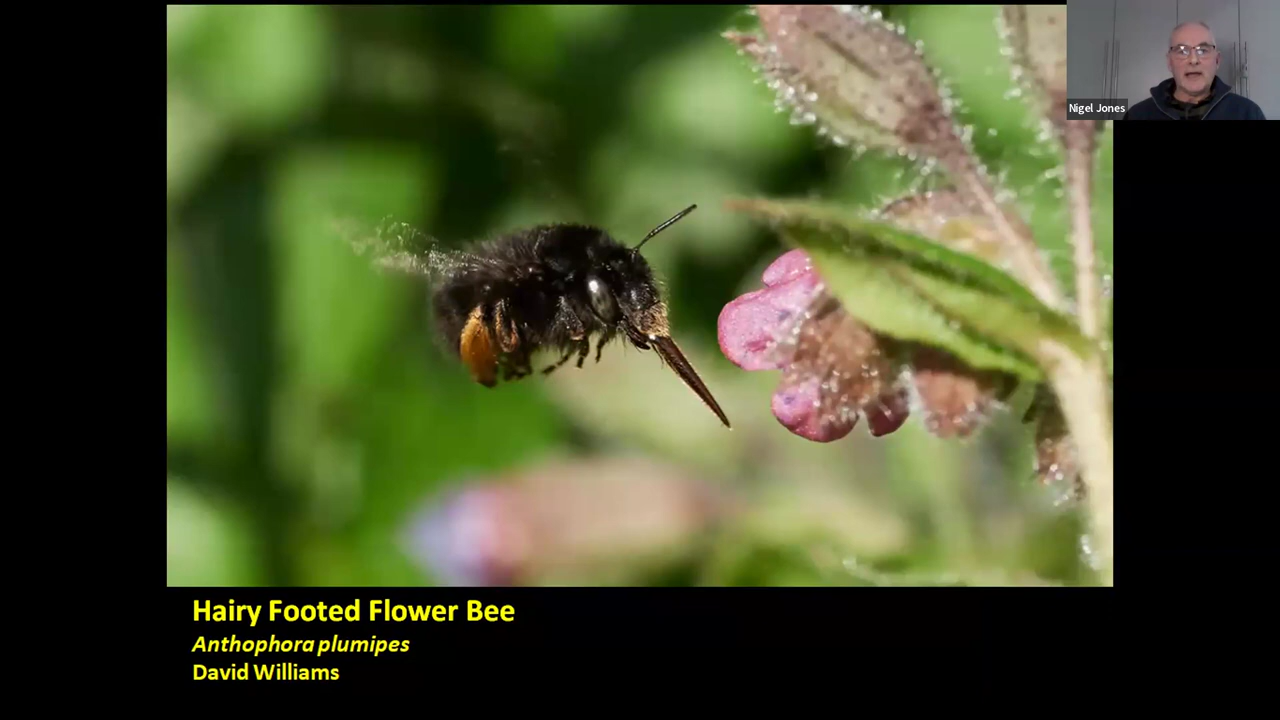 Nigel Jones
Hairy Footed Flower Bee
Anthophora plumipes
David Williams